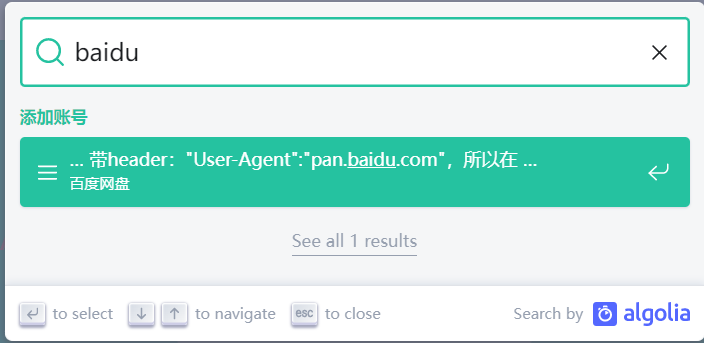 baidu
添加账号
... 带header："User-Agent":"pan.baidu.com"，所以在 ...
百度网盘
See all 1 results
to select to navigate esc to close Search by algolia